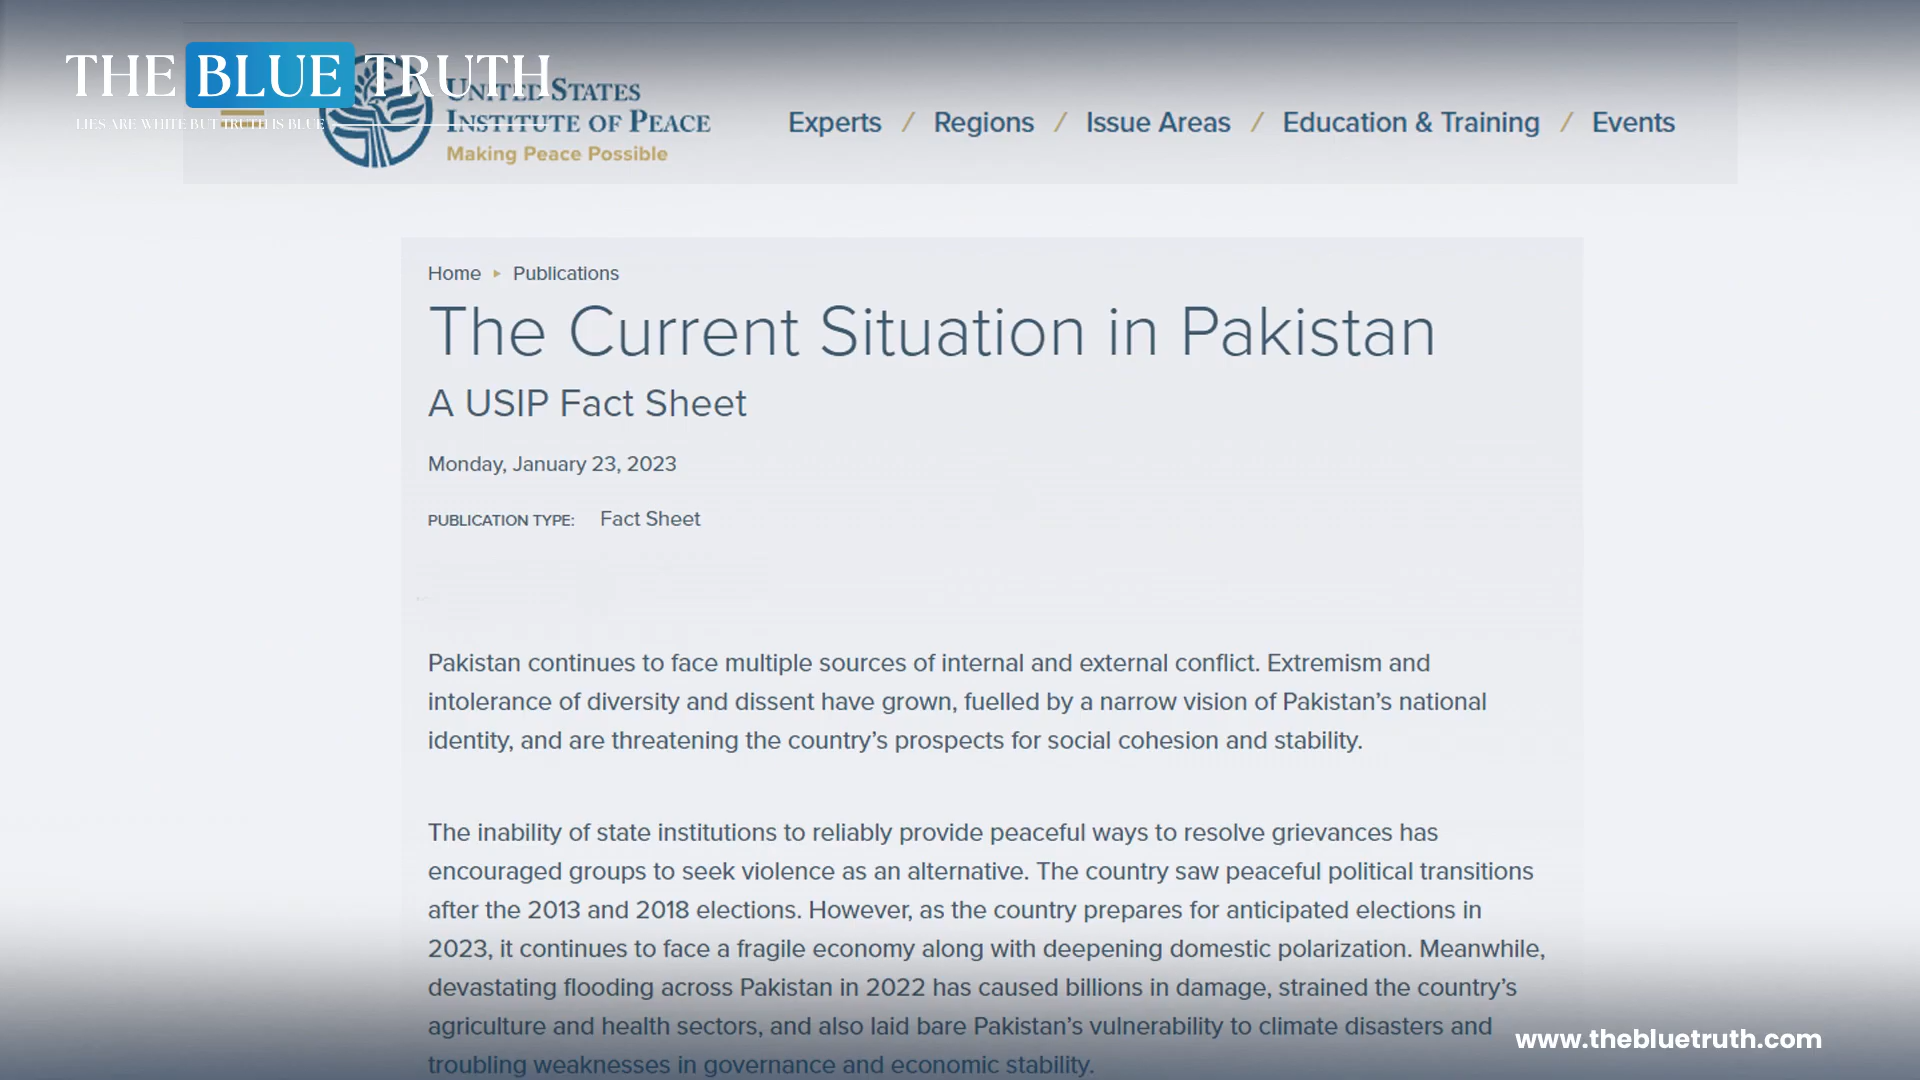 THE BLUE TRUTH
LIES ARE WHITE BUT TRUTH IS BLUE
UNITED STATES
INSTITUTE OF PEACE
Making Peace Possible
Experts / Regions / Issue Areas / Education & Training / Events
Home ▸ Publications
The Current Situation in Pakistan
A USIP Fact Sheet
Monday, January 23, 2023
PUBLICATION TYPE: Fact Sheet
Pakistan continues to face multiple sources of internal and external conflict. Extremism and
intolerance of diversity and dissent have grown, fuelled by a narrow vision of Pakistan’s national
identity, and are threatening the country’s prospects for social cohesion and stability.
The inability of state institutions to reliably provide peaceful ways to resolve grievances has
encouraged groups to seek violence as an alternative. The country saw peaceful political transitions
after the 2013 and 2018 elections. However, as the country prepares for anticipated elections in
2023, it continues to face a fragile economy along with deepening domestic polarization. Meanwhile,
devastating flooding across Pakistan in 2022 has caused billions in damage, strained the country’s
agriculture and health sectors, and also laid bare Pakistan’s vulnerability to climate disasters and
troubling weaknesses in governance and economic stability.
www.thebluetruth.com